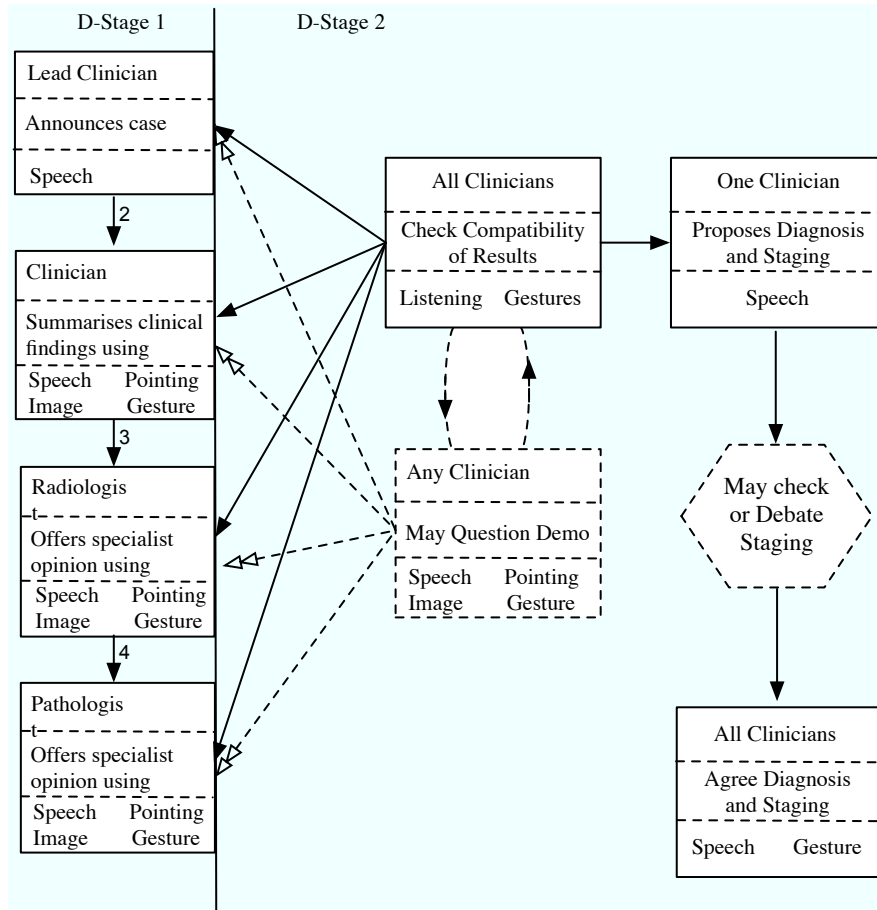 D-Stage 1
D-Stage 2
Lead Clinician
Announces case
Speech
2
Clinician
Summarises clinical
findings using
Speech Pointing
Image Gesture
3
Radiologis
t
Offers specialist
opinion using
Speech Pointing
Image Gesture
4
Pathologis
t
Offers specialist
opinion using
Speech Pointing
Image Gesture
All Clinicians
Check Compatibility
of Results
Listening Gestures
Any Clinician
May Question Demo
Speech Pointing
Image Gesture
One Clinician
Proposes Diagnosis
and Staging
Speech
May check
or Debate
Staging
All Clinicians
Agree Diagnosis
and Staging
Speech Gesture